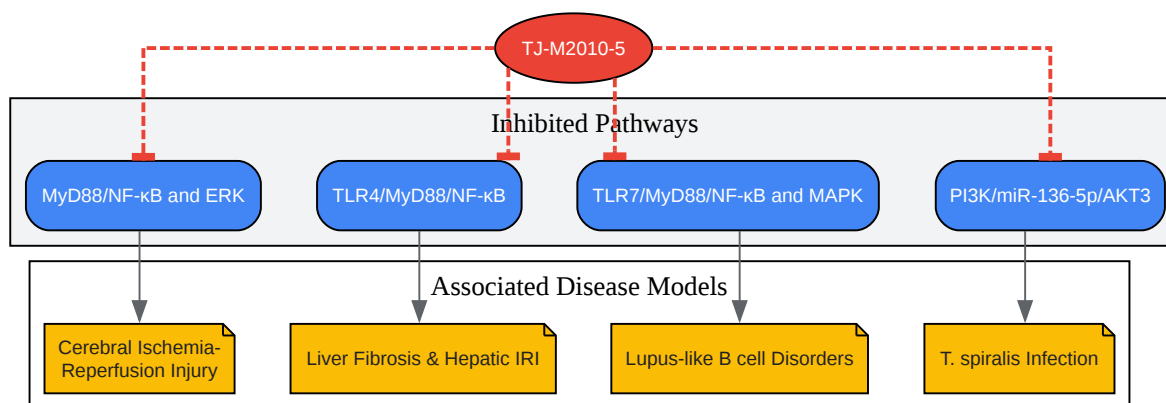 TJ-M2010-5
Inhibited Pathways
MyD88/NF-κB and ERK
TLR4/MyD88/NF-κB
TLR7/MyD88/NF-κB and MAPK
PI3K/miR-136-5p/AKT3
Associated Disease Models
Cerebral Ischemia-
Reperfusion Injury
Liver Fibrosis & Hepatic IRI
Lupus-like B cell Disorders
T. spiralis Infection